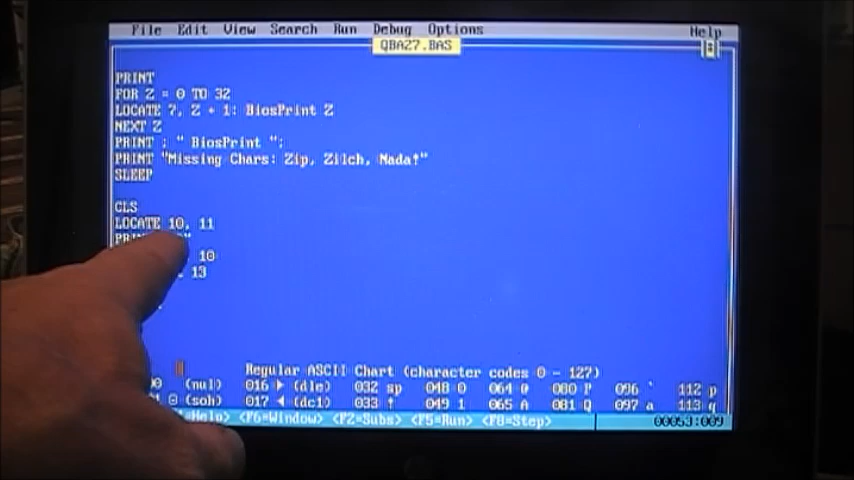 File Edit View Search Run Debug Options Help
QBA27.BAS
PRINT
FOR Z = 0 TO 32
LOCATE 7, Z + 1: BiosPrint Z
NEXT Z
PRINT ; " BiosPrint ";
PRINT "Missing Chars: Zip, Zilch, Nada!"
SLEEP
CLS
LOCATE 10, 11
10
13
Regular ASCII Chart (character codes 0 - 127)
(nul) 016 ► (dle) 032 sp 048 0 064 @ 080 P 096 ` 112 p
(soh) 017 ◄ (dc1) 033 ! 049 1 065 A 081 Q 097 a 113 q
=Help> <F6=Window> <F2=Subs> <F5=Run> <F8=Step> 00053:009